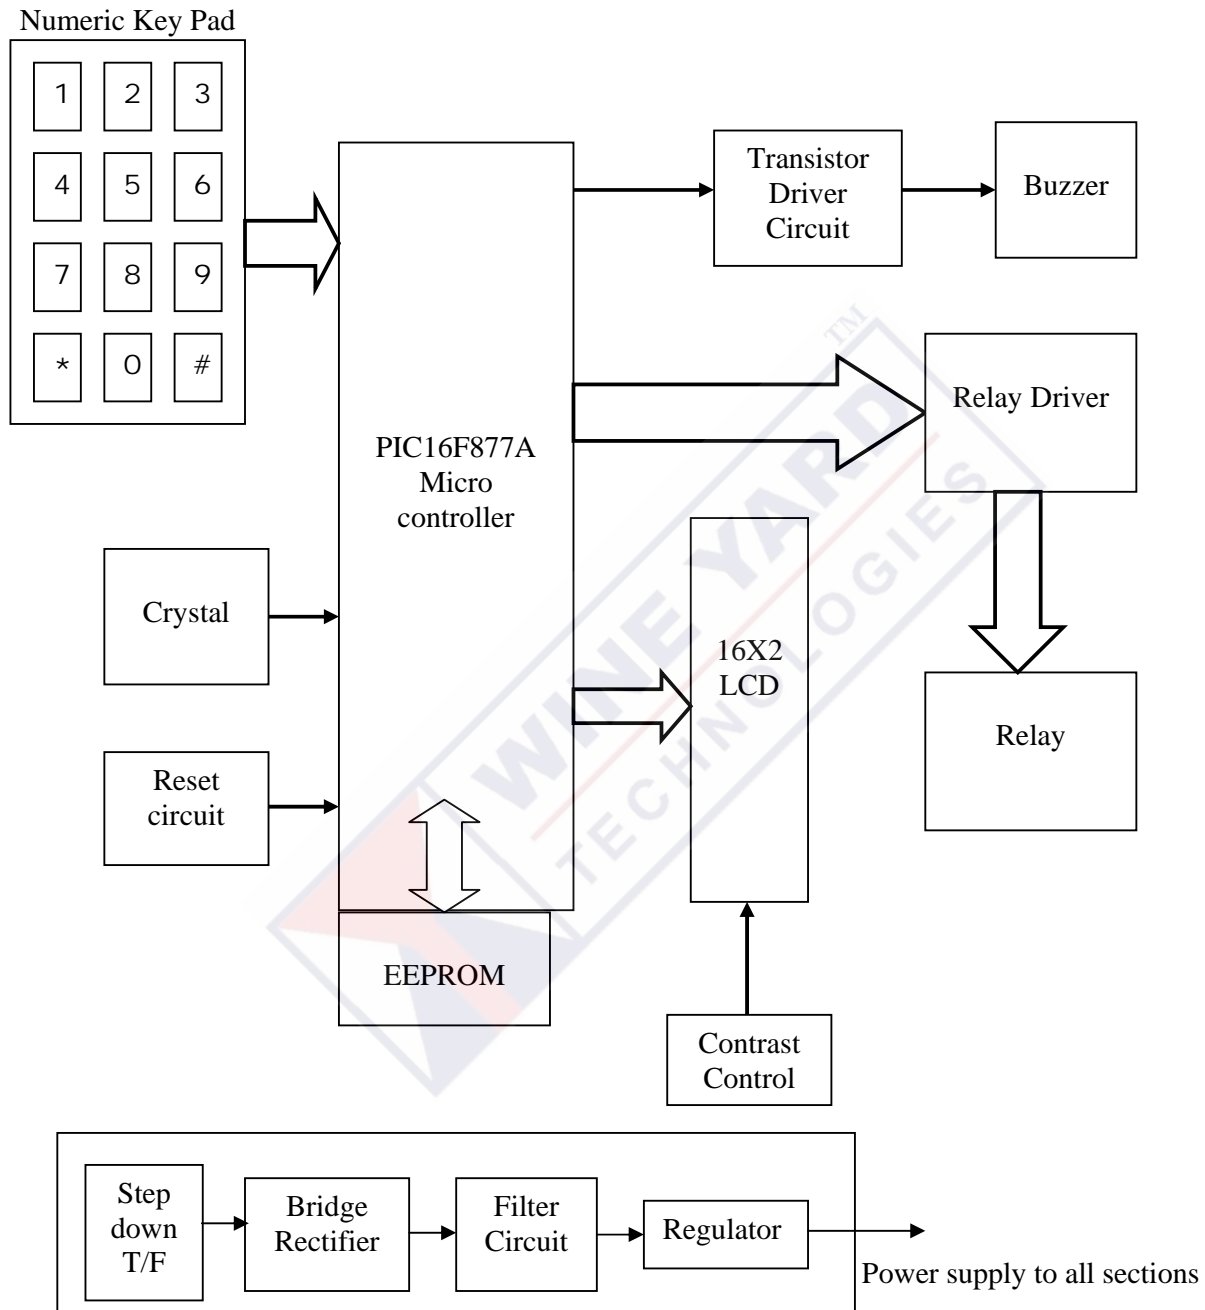 Numeric Key Pad
1 2 3
4 5 6
7 8 9
* 0 #
PIC16F877A
Micro
controller
Transistor
Driver
Circuit
Buzzer
Relay Driver
Relay
Crystal
Reset
circuit
16X2
LCD
EEPROM
Contrast
Control
Step
down
T/F
Bridge
Rectifier
Filter
Circuit
Regulator
Power supply to all sections
WINE YARD
TECHNOLOGIES
TM